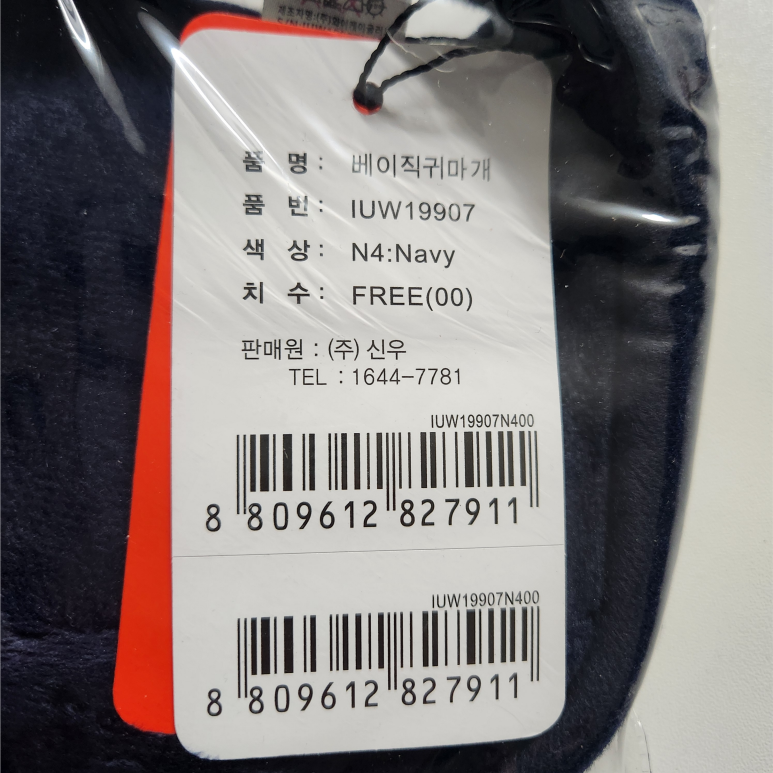 품 명 : 베이직귀마개
품 번 : IUW19907
색 상 : N4:Navy
치 수 : FREE(00)
판매원 : (주) 신우
TEL : 1644-7781
IUW19907N400
8 809612 827911
IUW19907N400
8 809612 827911